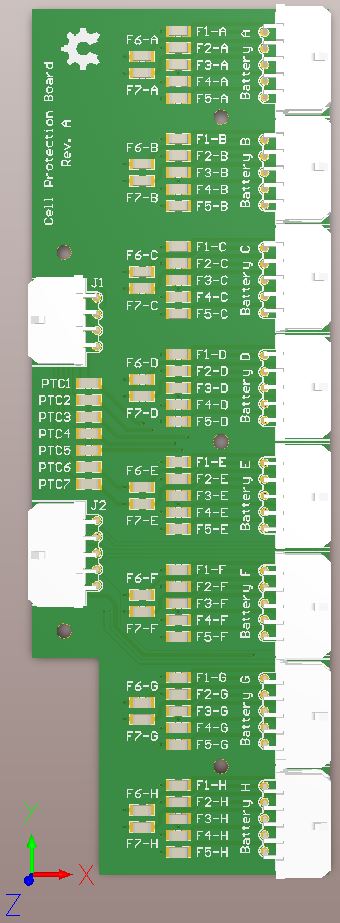 Z
Y
X
Cell Protection Board
Rev. A
PTC7
PTC6
PTC5
PTC4
PTC3
PTC2
PTC1
J2
J1
F7-H
F6-H
F7-G
F6-G
F7-F
F6-F
F7-E
F6-E
F7-D
F6-D
F7-C
F6-C
F7-B
F6-B
F7-A
F6-A
F5-H
F4-H
F3-H
F2-H
F1-H
F5-G
F4-G
F3-G
F2-G
F1-G
F5-F
F4-F
F3-F
F2-F
F1-F
F5-E
F4-E
F3-E
F2-E
F1-E
F5-D
F4-D
F3-D
F2-D
F1-D
F5-C
F4-C
F3-C
F2-C
F1-C
F5-B
F4-B
F3-B
F2-B
F1-B
F5-A
F4-A
F3-A
F2-A
F1-A
Battery H
Battery G
Battery F
Battery E
Battery D
Battery C
Battery B
Battery A